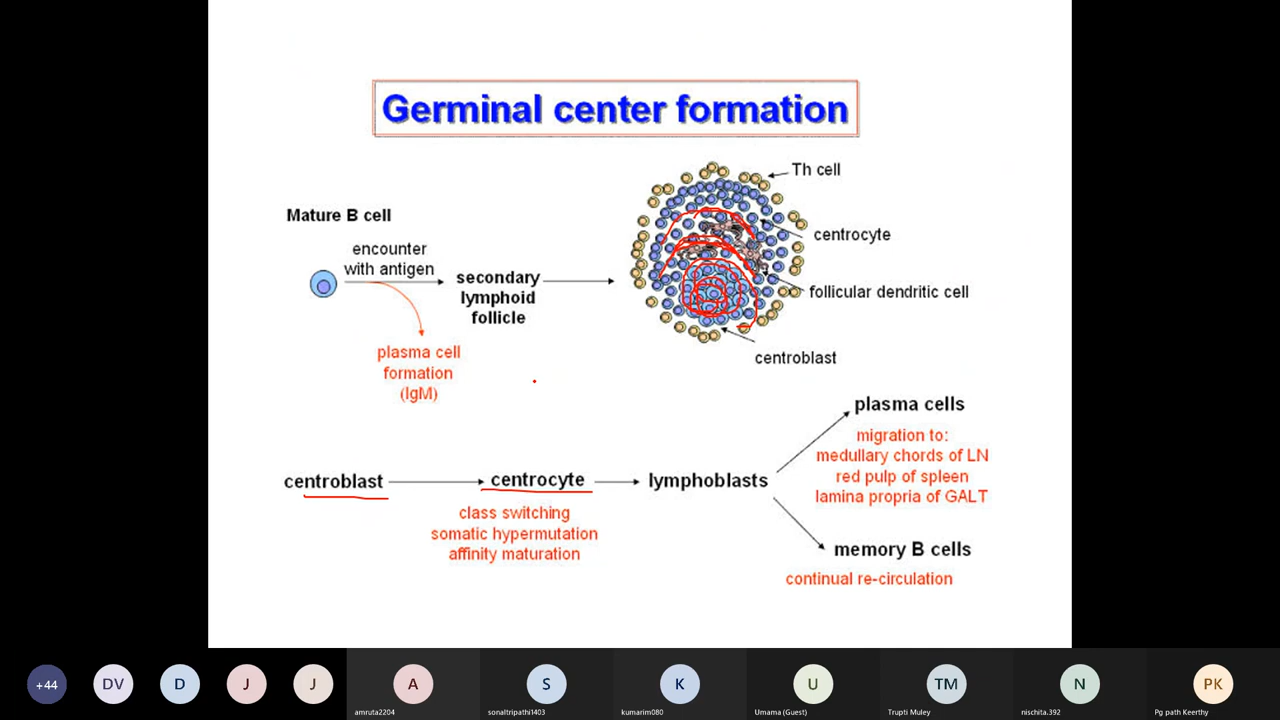 Germinal center formation
Th cell
Mature B cell
centrocyte
encounter
with antigen
secondary
lymphoid
follicle
follicular dendritic cell
plasma cell
formation
(IgM)
centroblast
plasma cells
migration to:
medullary chords of LN
red pulp of spleen
lamina propria of GALT
centroblast
centrocyte
lymphoblasts
class switching
somatic hypermutation
affinity maturation
memory B cells
continual re-circulation
+44
DV
D
J
J
A
S
K
U
TM
N
PK
amruta2204
sonaltripathi1403
kumarim080
Umama (Guest)
Trupti Muley
nischita.392
Pg path Keerthy